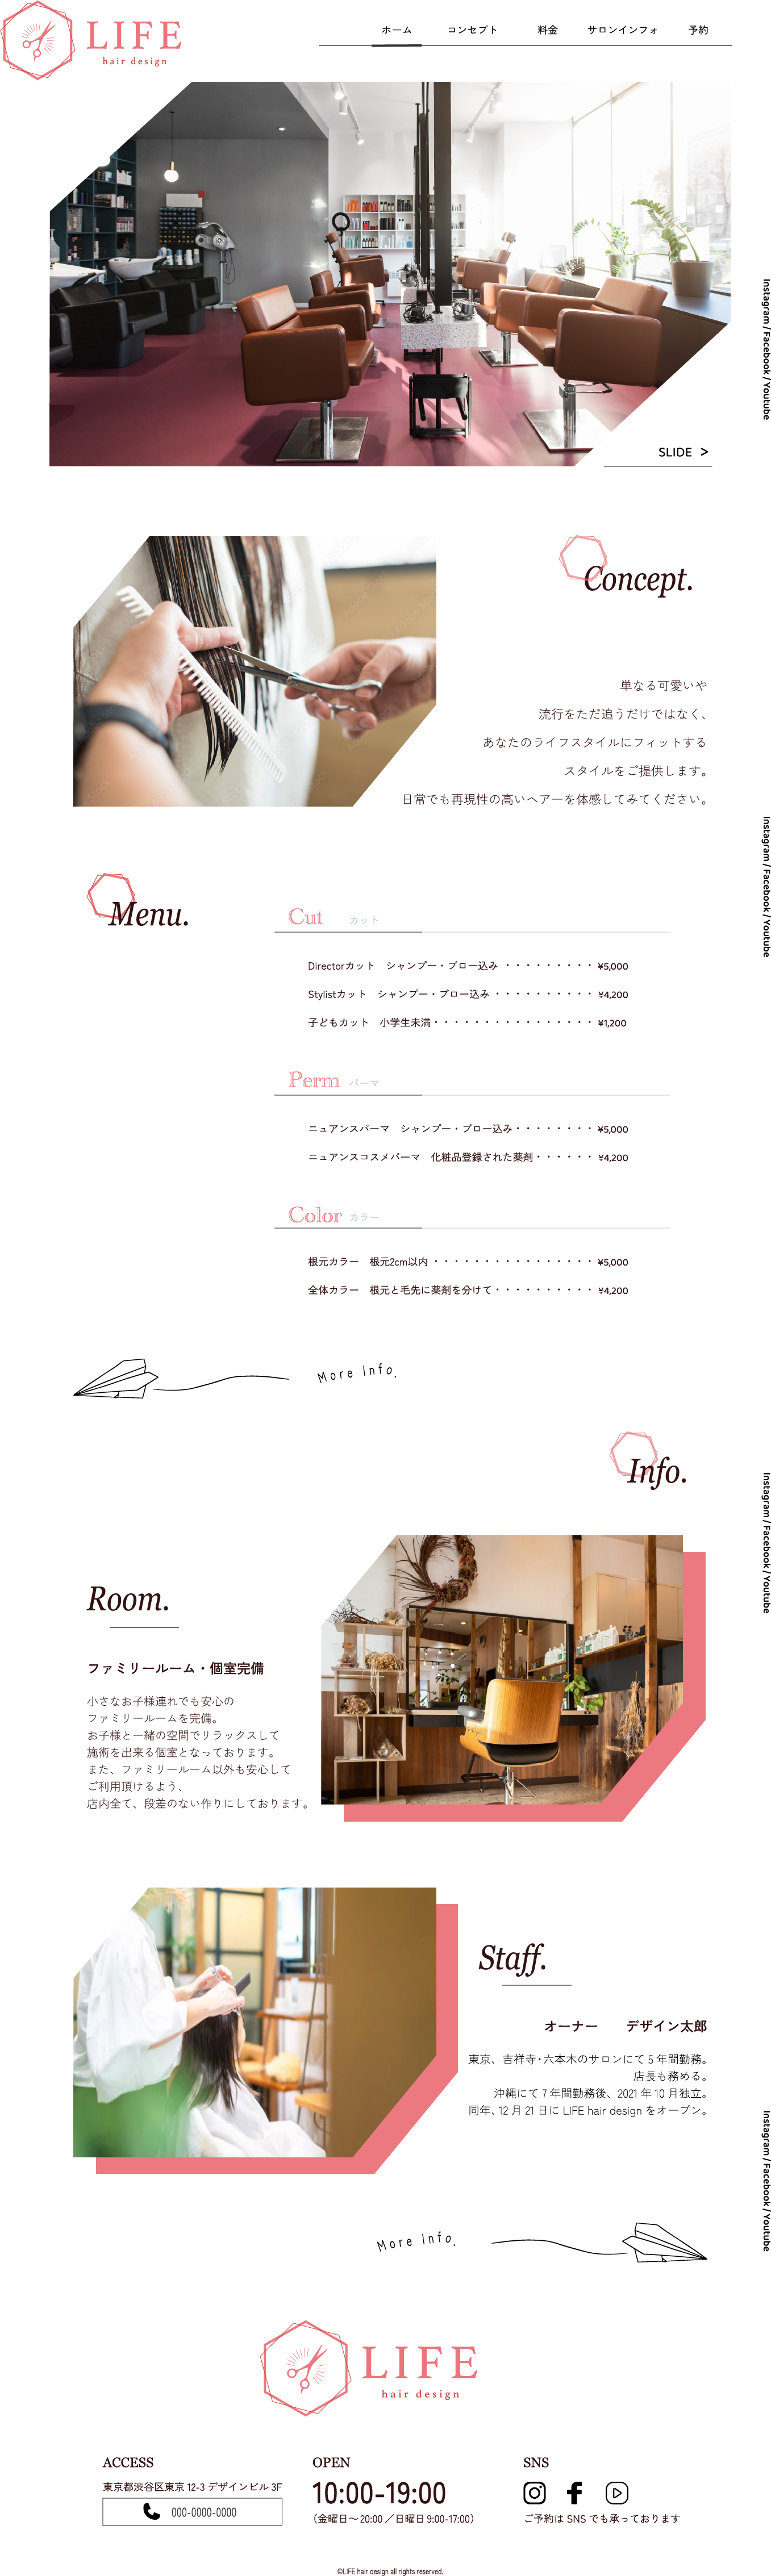 LIFE
hair design
ホーム コンセプト 料金 サロンインフォ 予約
Instagram / Facebook / Youtube
SLIDE >
Concept.
単なる可愛いや
流行をただ追うだけではなく、
あなたのライフスタイルにフィットする
スタイルをご提供します。
日常でも再現性の高いヘアーを体感してみてください。
Instagram / Facebook / Youtube
Menu.
Cut カット
Directorカット シャンプー・ブロー込み ・・・・・・・・・ ¥5,000
Stylistカット シャンプー・ブロー込み ・・・・・・・・・・ ¥4,200
子どもカット 小学生未満・・・・・・・・・・・・・・・・ ¥1,200
Perm パーマ
ニュアンスパーマ シャンプー・ブロー込み・・・・・・・・ ¥5,000
ニュアンスコスメパーマ 化粧品登録された薬剤・・・・・・ ¥4,200
Color カラー
根元カラー 根元2cm以内 ・・・・・・・・・・・・・・・・ ¥5,000
全体カラー 根元と毛先に薬剤を分けて・・・・・・・・・・ ¥4,200
More Info.
Info.
Instagram / Facebook / Youtube
Room.
ファミリールーム・個室完備
小さなお子様連れでも安心の
ファミリールームを完備。
お子様と一緒の空間でリラックスして
施術を出来る個室となっております。
また、ファミリールーム以外も安心して
ご利用頂けるよう、
店内全て、段差のない作りにしております。
Staff.
オーナー デザイン太郎
東京、吉祥寺・六本木のサロンにて 5 年間勤務。
店長も務める。
沖縄にて 7 年間勤務後、2021 年 10 月独立。
同年、12 月 21 日に LIFE hair design をオープン。
Instagram / Facebook / Youtube
More Info.
LIFE
hair design
ACCESS
東京都渋谷区東京 12-3 デザインビル 3F
000-0000-0000
OPEN
10:00-19:00
（金曜日〜20:00 ／日曜日 9:00-17:00）
SNS
ご予約は SNS でも承っております
©LIFE hair design all rights reserved.